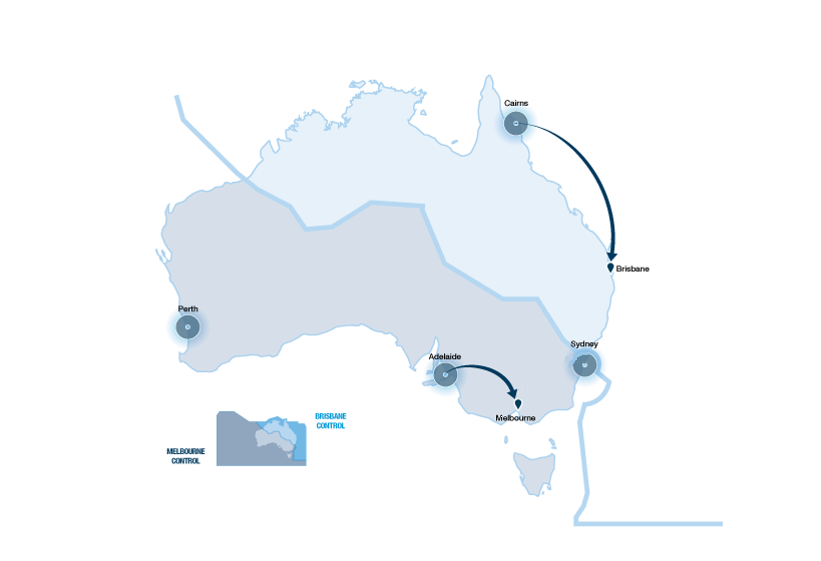 Cairns
Brisbane
Perth
Sydney
Adelaide
Melbourne
BRISBANE
CONTROL
MELBOURNE
CONTROL